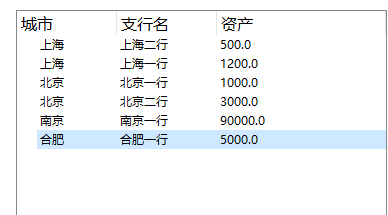 城市 支行名 资产
上海 上海二行 500.0
上海 上海一行 1200.0
北京 北京一行 1000.0
北京 北京二行 3000.0
南京 南京一行 90000.0
合肥 合肥一行 5000.0